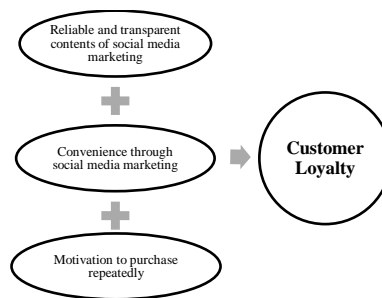 Reliable and transparent
contents of social media
marketing
Convenience through
social media marketing
Customer
Loyalty
Motivation to purchase
repeatedly